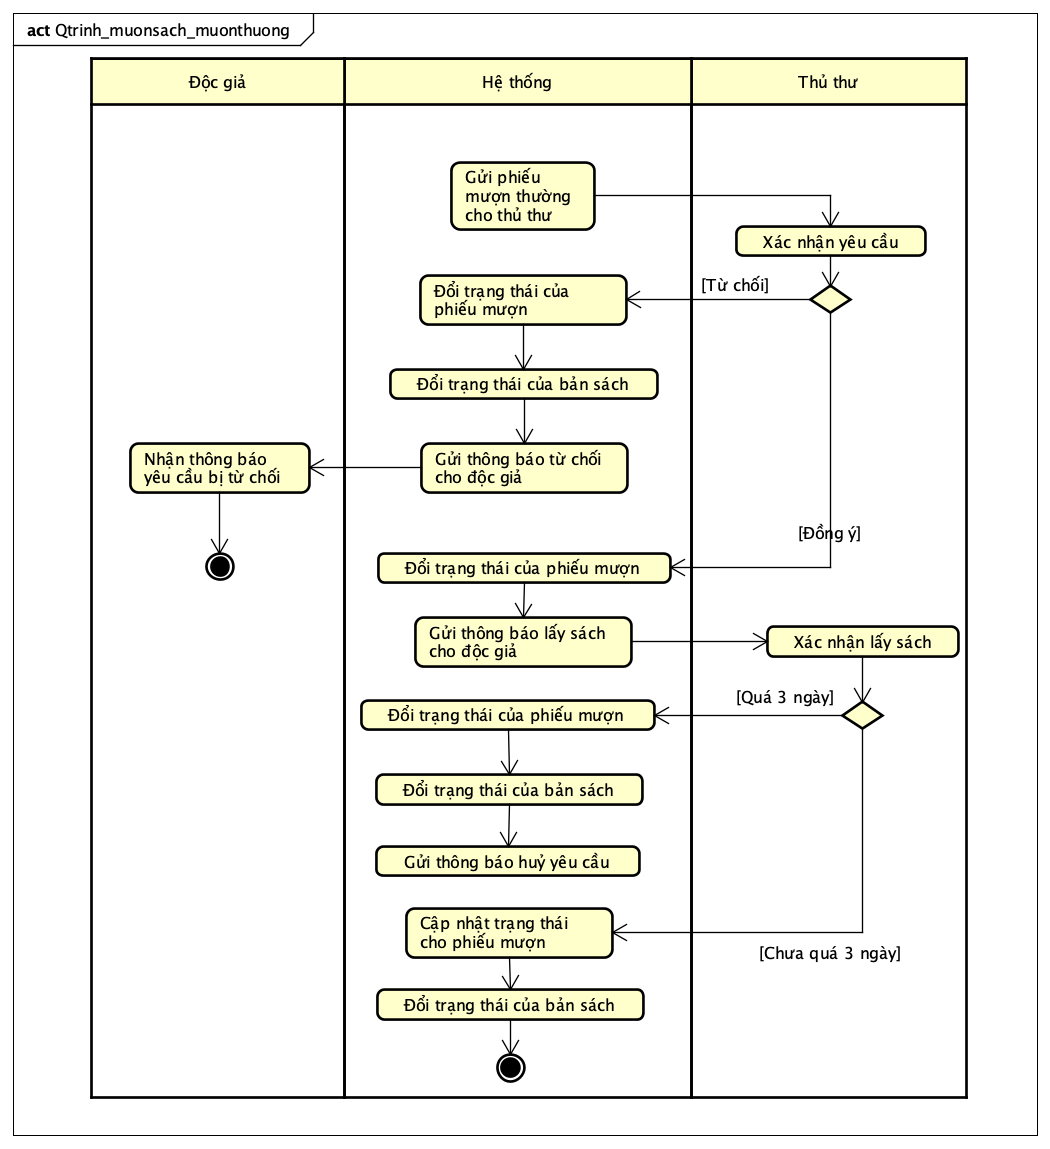 act Qtrinh_muonsach_muonthuong
Độc giả
Hệ thống
Thủ thư
Gửi phiếu
mượn thường
cho thủ thư
Xác nhận yêu cầu
[Từ chối]
Đổi trạng thái của
phiếu mượn
Đổi trạng thái của bản sách
Nhận thông báo
yêu cầu bị từ chối
Gửi thông báo từ chối
cho độc giả
[Đồng ý]
Đổi trạng thái của phiếu mượn
Gửi thông báo lấy sách
cho độc giả
Xác nhận lấy sách
[Quá 3 ngày]
Đổi trạng thái của phiếu mượn
Đổi trạng thái của bản sách
Gửi thông báo huỷ yêu cầu
Cập nhật trạng thái
cho phiếu mượn
[Chưa quá 3 ngày]
Đổi trạng thái của bản sách